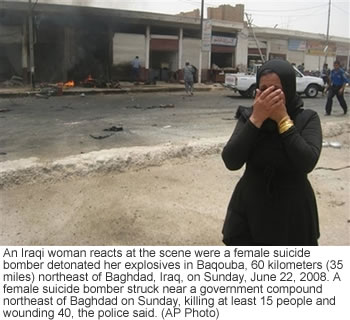 An Iraqi woman reacts at the scene were a female suicide
bomber detonated her explosives in Baqouba, 60 kilometers (35
miles) northeast of Baghdad, Iraq, on Sunday, June 22, 2008. A
female suicide bomber struck near a government compound
northeast of Baghdad on Sunday, killing at least 15 people and
wounding 40, the police said. (AP Photo)